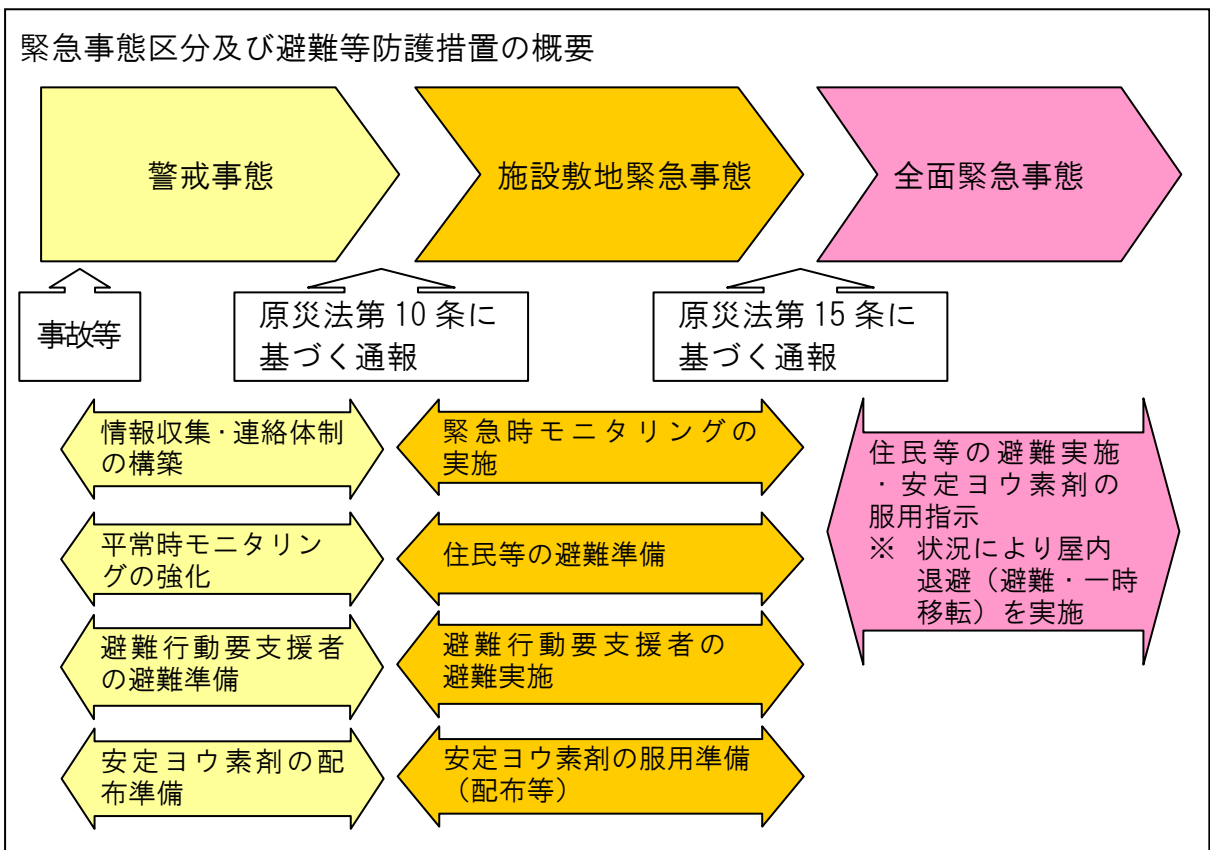 緊急事態区分及び避難等防護措置の概要
警戒事態
施設敷地緊急事態
全面緊急事態
事故等
原災法第10条に
基づく通報
原災法第15条に
基づく通報
情報収集・連絡体制
の構築
緊急時モニタリングの
実施
住民等の避難実施
・安定ヨウ素剤の
服用指示
※ 状況により屋内
退避（避難・一時
移転）を実施
平常時モニタリン
グの強化
住民等の避難準備
避難行動要支援者
の避難準備
避難行動要支援者の
避難実施
安定ヨウ素剤の配
布準備
安定ヨウ素剤の服用準備
（配布等）